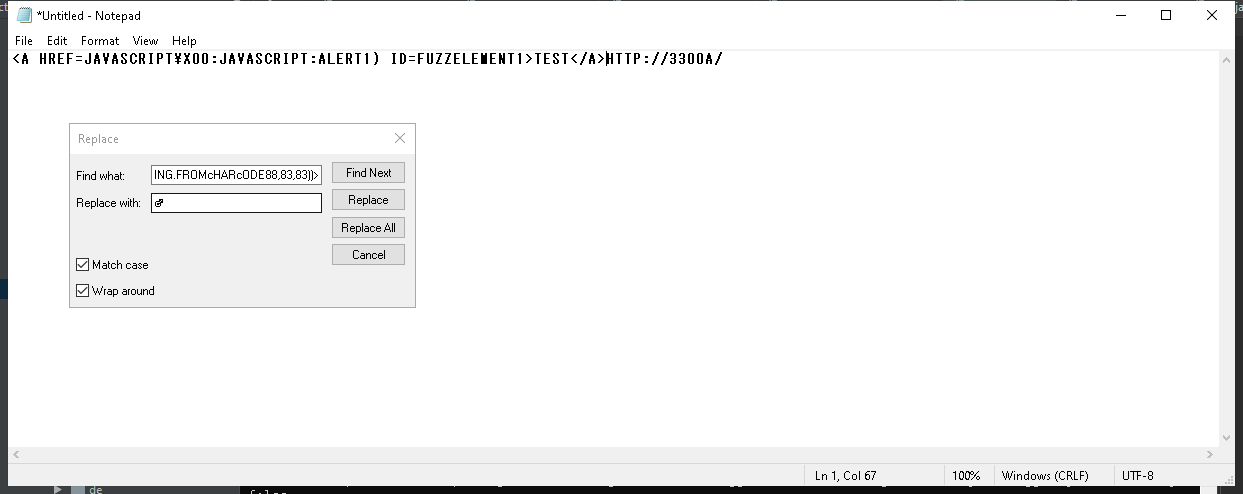 *Untitled - Notepad
File Edit Format View Help
<A HREF=JAVASCRIPT¥X00:JAVASCRIPT:ALERT1) ID=FUZZELEMENT1>TEST</A>HTTP://3300A/
Replace
Find what: ING.FROMcHARcODE88,83,83))> Find Next
Replace with: Replace
Replace All
Cancel
Match case
Wrap around
Ln 1, Col 67 100% Windows (CRLF) UTF-8
de